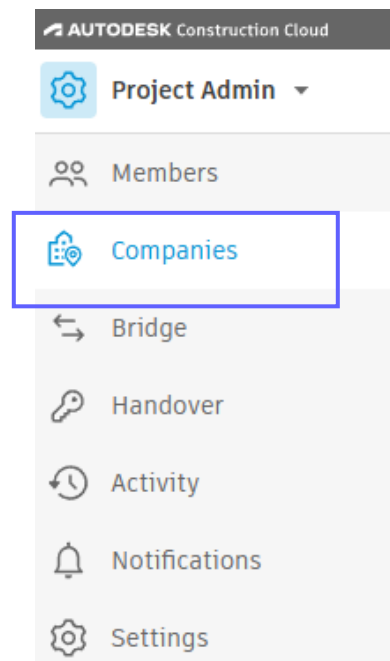 AUTODESK Construction Cloud
Project Admin
Members
Companies
Bridge
Handover
Activity
Notifications
Settings